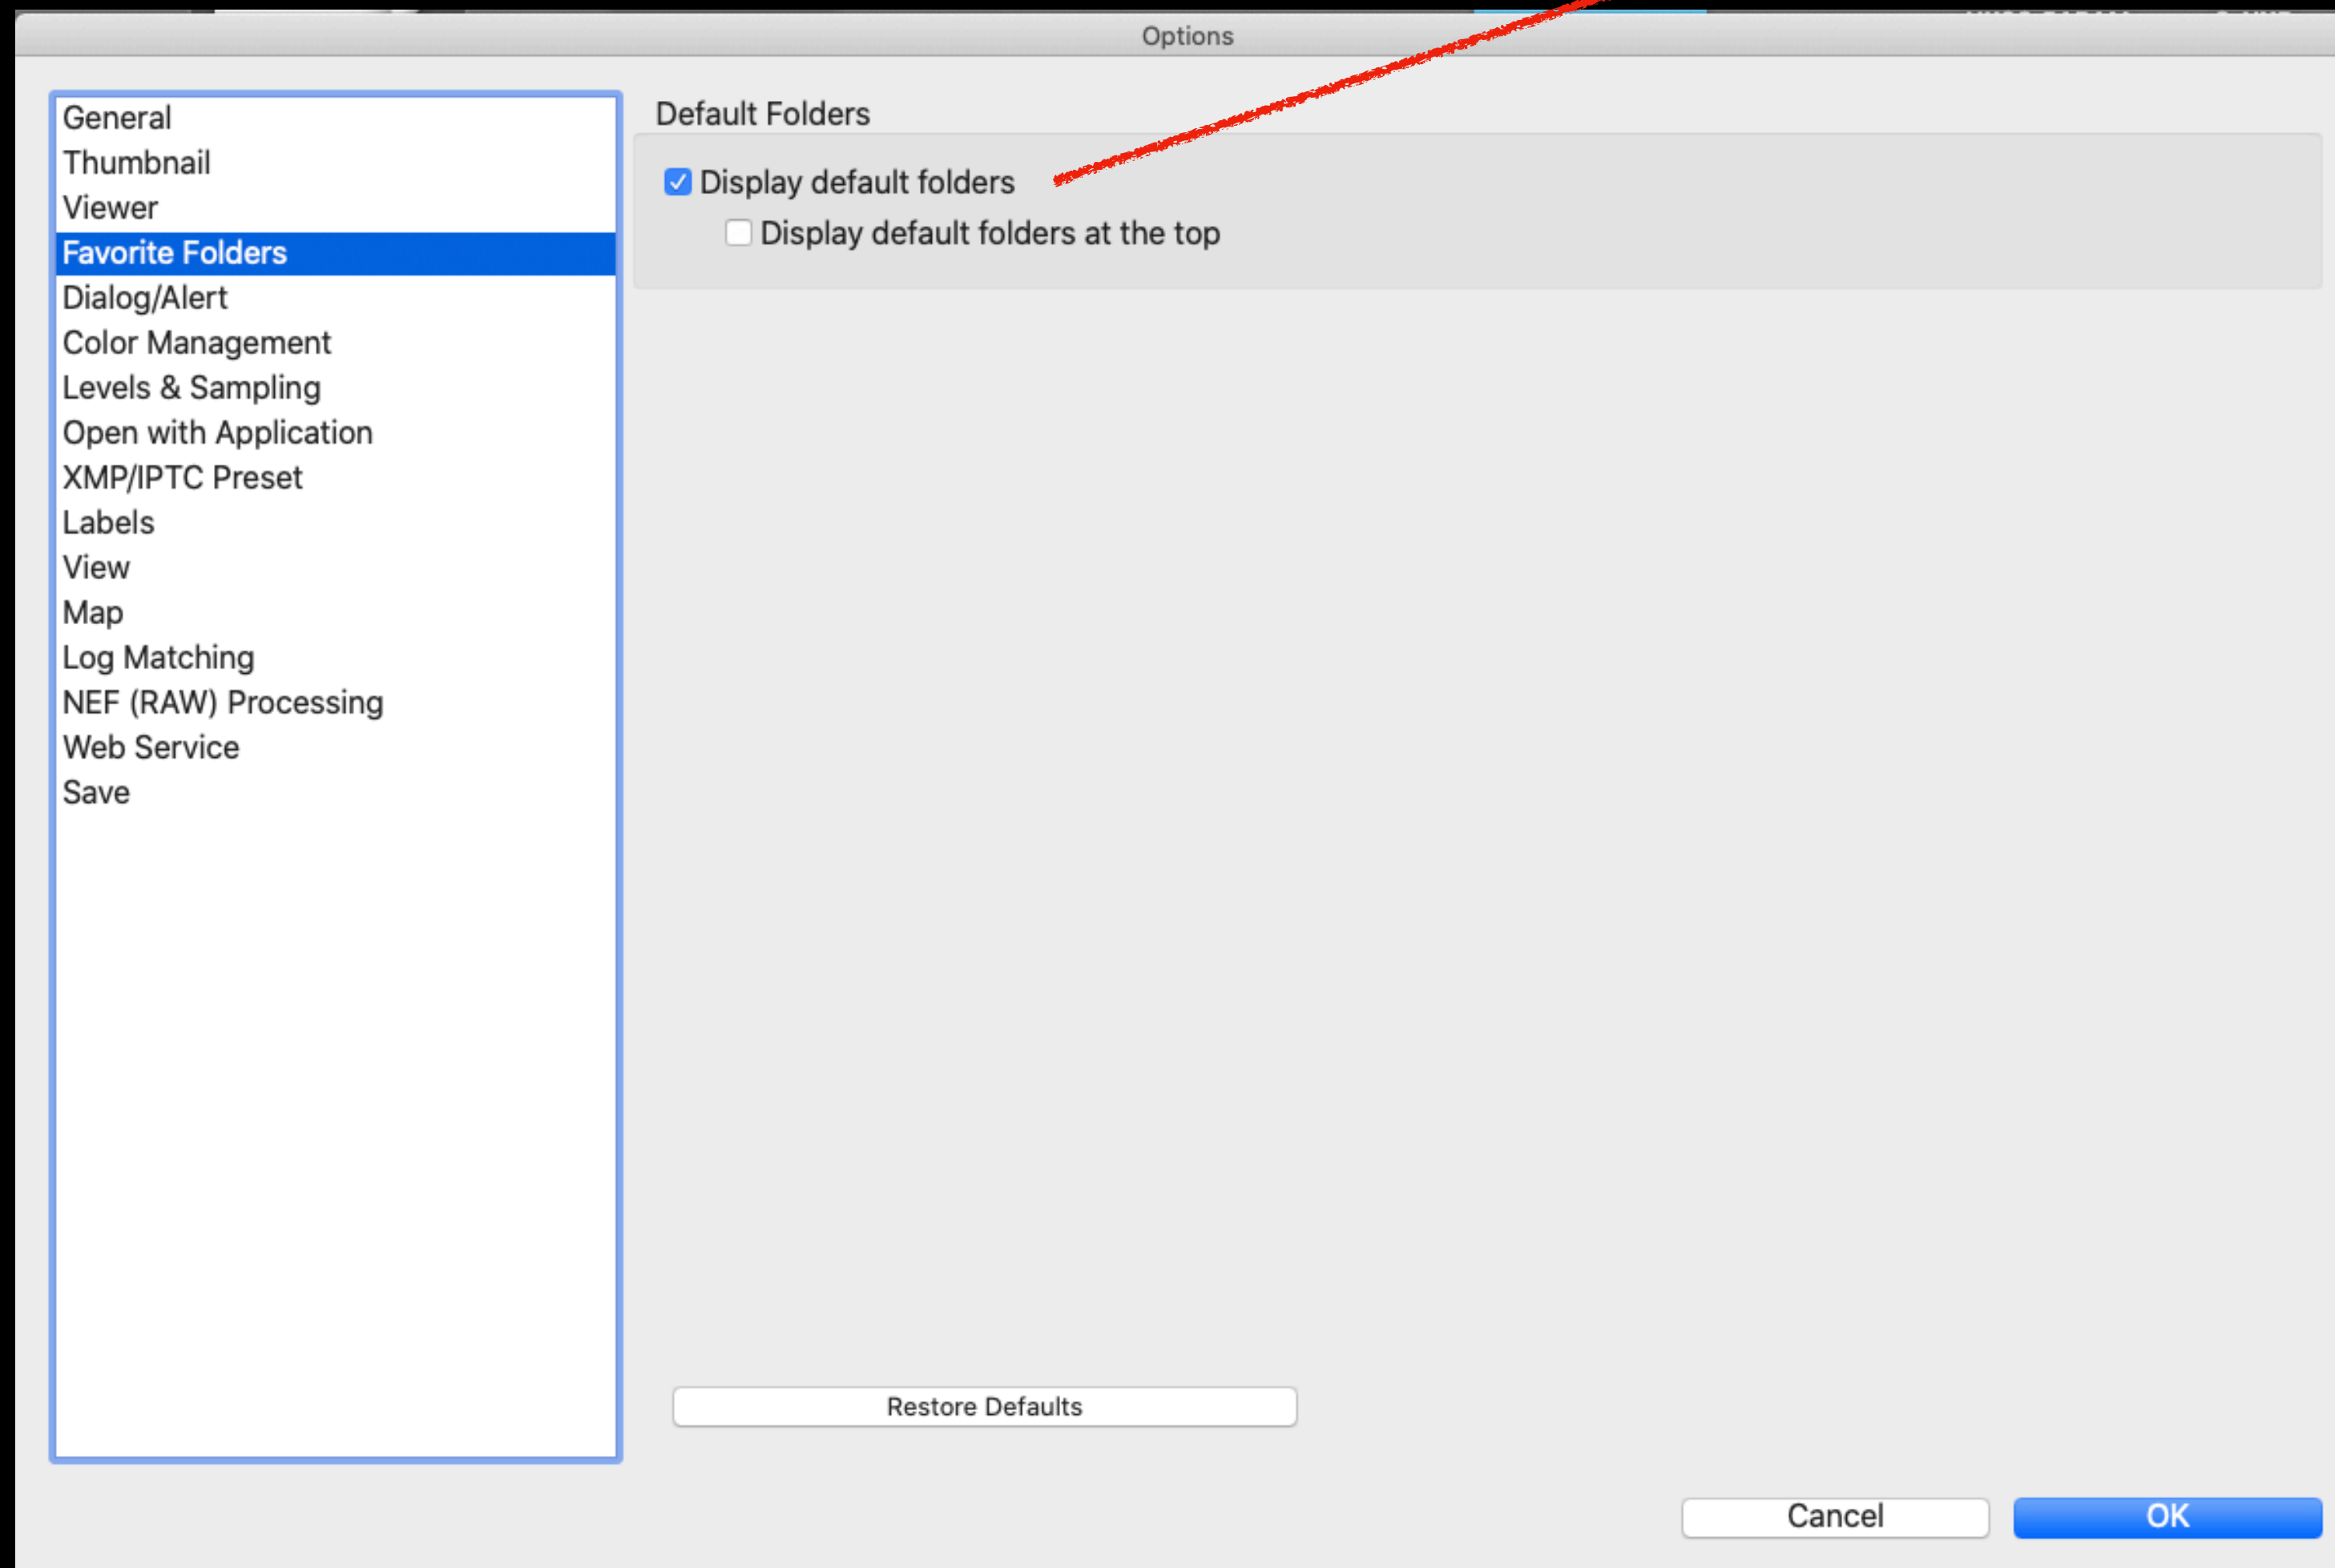 Options
General
Thumbnail
Viewer
Favorite Folders
Dialog/Alert
Color Management
Levels & Sampling
Open with Application
XMP/IPTC Preset
Labels
View
Map
Log Matching
NEF (RAW) Processing
Web Service
Save
Default Folders
Display default folders
Display default folders at the top
Restore Defaults
Cancel
OK